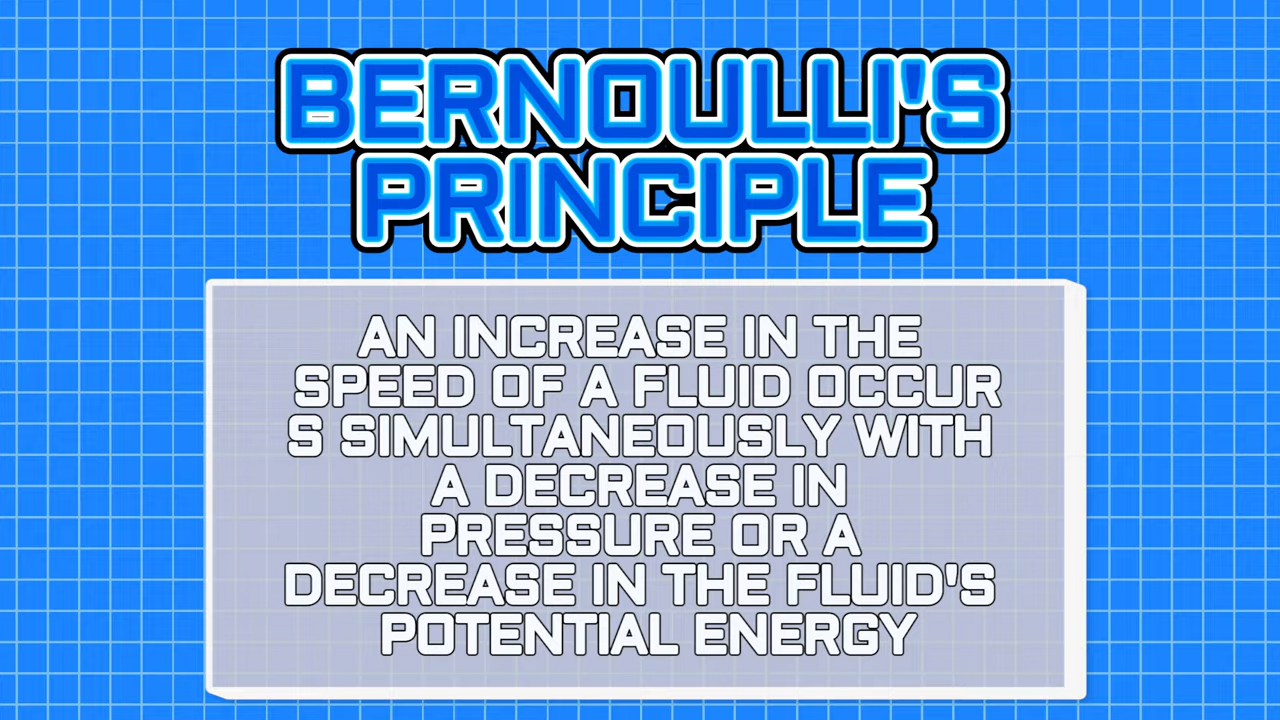 BERNOULLI'S
PRINCIPLE
AN INCREASE IN THE
SPEED OF A FLUID OCCUR
S SIMULTANEOUSLY WITH
A DECREASE IN
PRESSURE OR A
DECREASE IN THE FLUID'S
POTENTIAL ENERGY